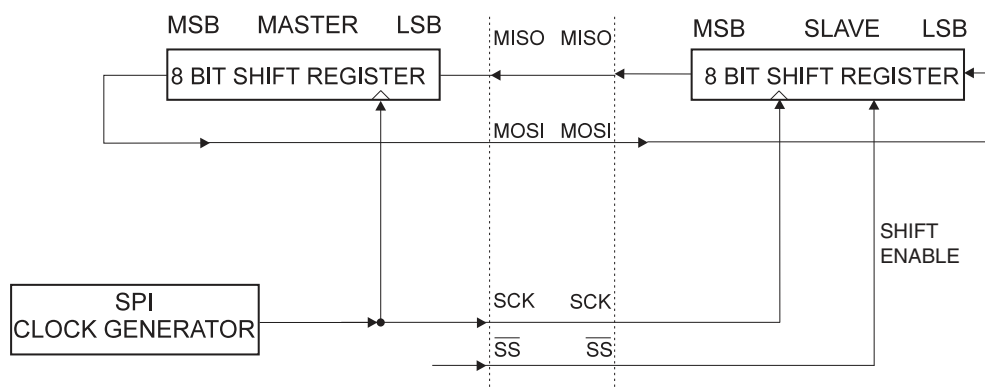 MSB MASTER LSB
MISO MISO
MSB SLAVE LSB
8 BIT SHIFT REGISTER
8 BIT SHIFT REGISTER
MOSI MOSI
SHIFT
ENABLE
SPI
CLOCK GENERATOR
SCK SCK
SS SS